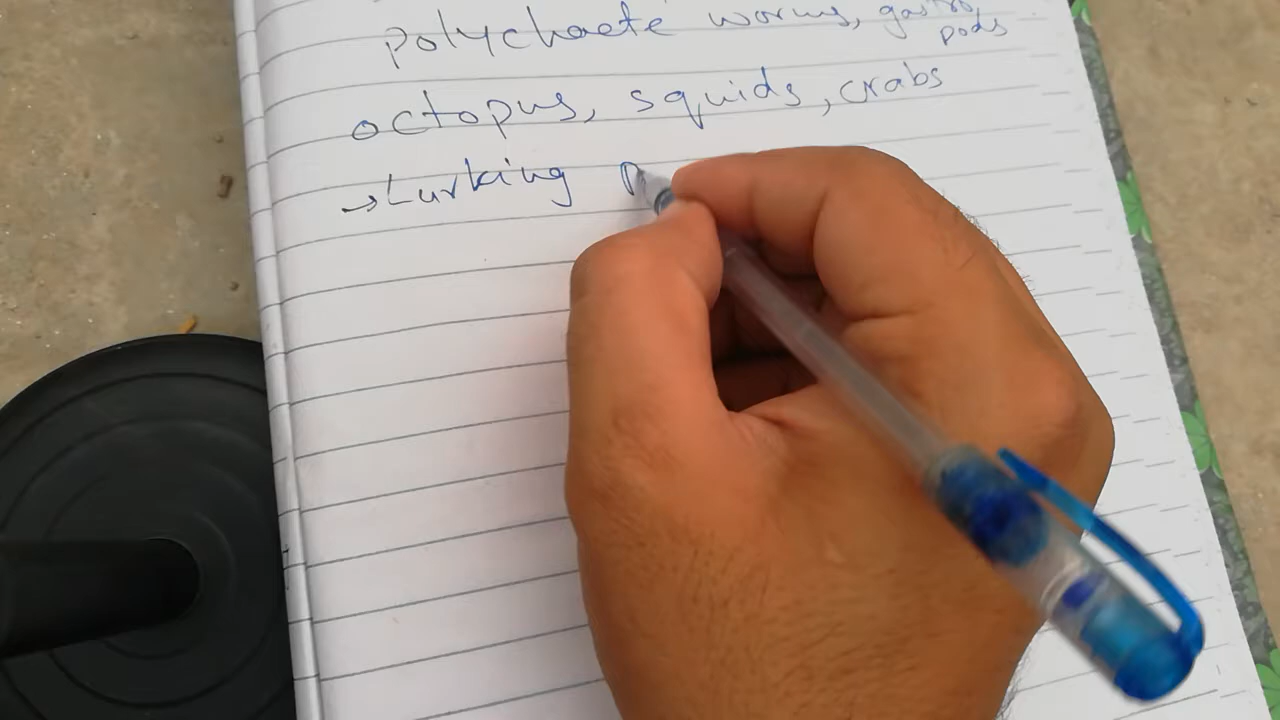 polychaete worms, gastro,
pods
octopus, squids, crabs
→Lurking